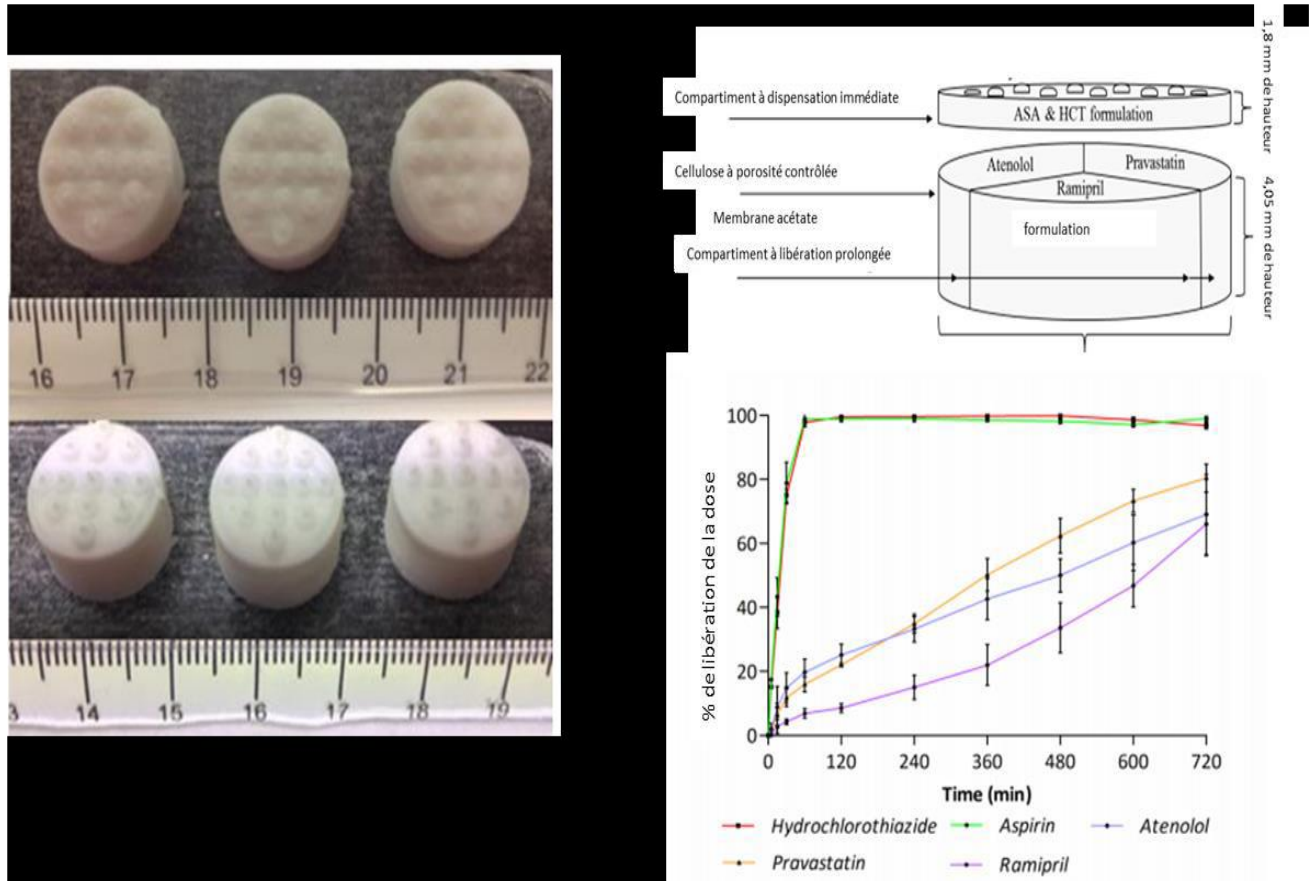 16 17 18 19 20 21 22
13 14 15 16 17 18 19
Compartiment à dispensation immédiate
ASA & HCT formulation
1,8 mm de hauteur
Cellulose à porosité contrôlée
Atenolol
Pravastatin
Ramipril
Membrane acétate
formulation
Compartiment à libération prolongée
4,05 mm de hauteur
% de libération de la dose
100
80
60
40
20
0
0 120 240 360 480 600 720
Time (min)
Hydrochlorothiazide Aspirin Atenolol
Pravastatin Ramipril